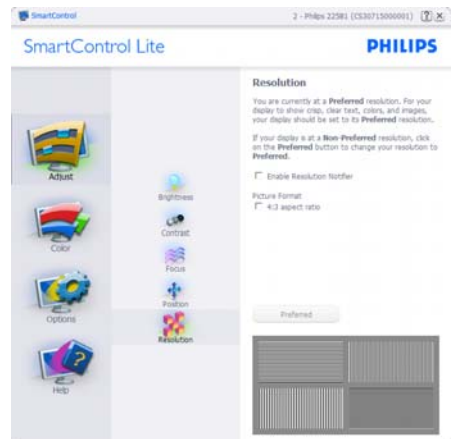 SmartControl
2 - Philips 225B1 (CS30715000001)
SmartControl Lite
PHILIPS
Adjust
Color
Options
Help
Brightness
Contrast
Focus
Position
Resolution
Resolution
You are currently at a Preferred resolution. For your
display to show crisp, clear text, colors, and images,
your display should be set to its Preferred resolution.
If your display is at a Non-Preferred resolution, click
on the Preferred button to change your resolution to
Preferred.
Enable Resolution Notifier
Picture Format
4:3 aspect ratio
Preferred